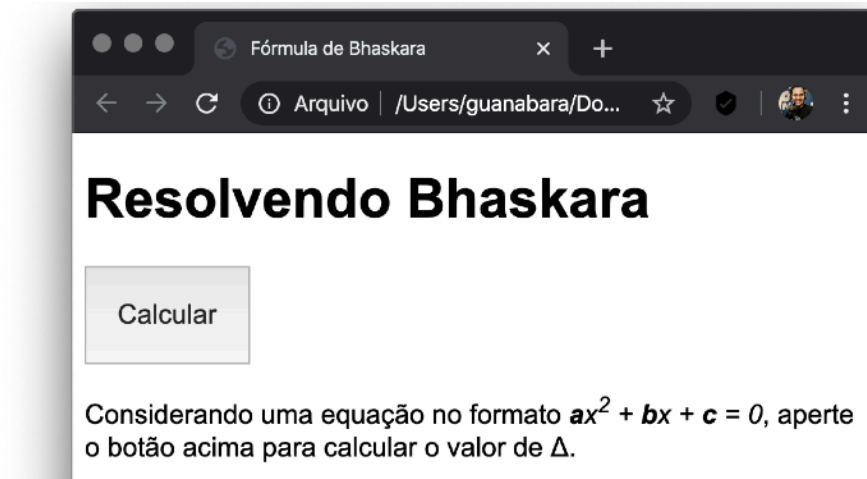 Fórmula de Bhaskara
Arquivo | /Users/guanabara/Do...
Resolvendo Bhaskara
Calcular
Considerando uma equação no formato ax² + bx + c = 0, aperte
o botão acima para calcular o valor de Δ.